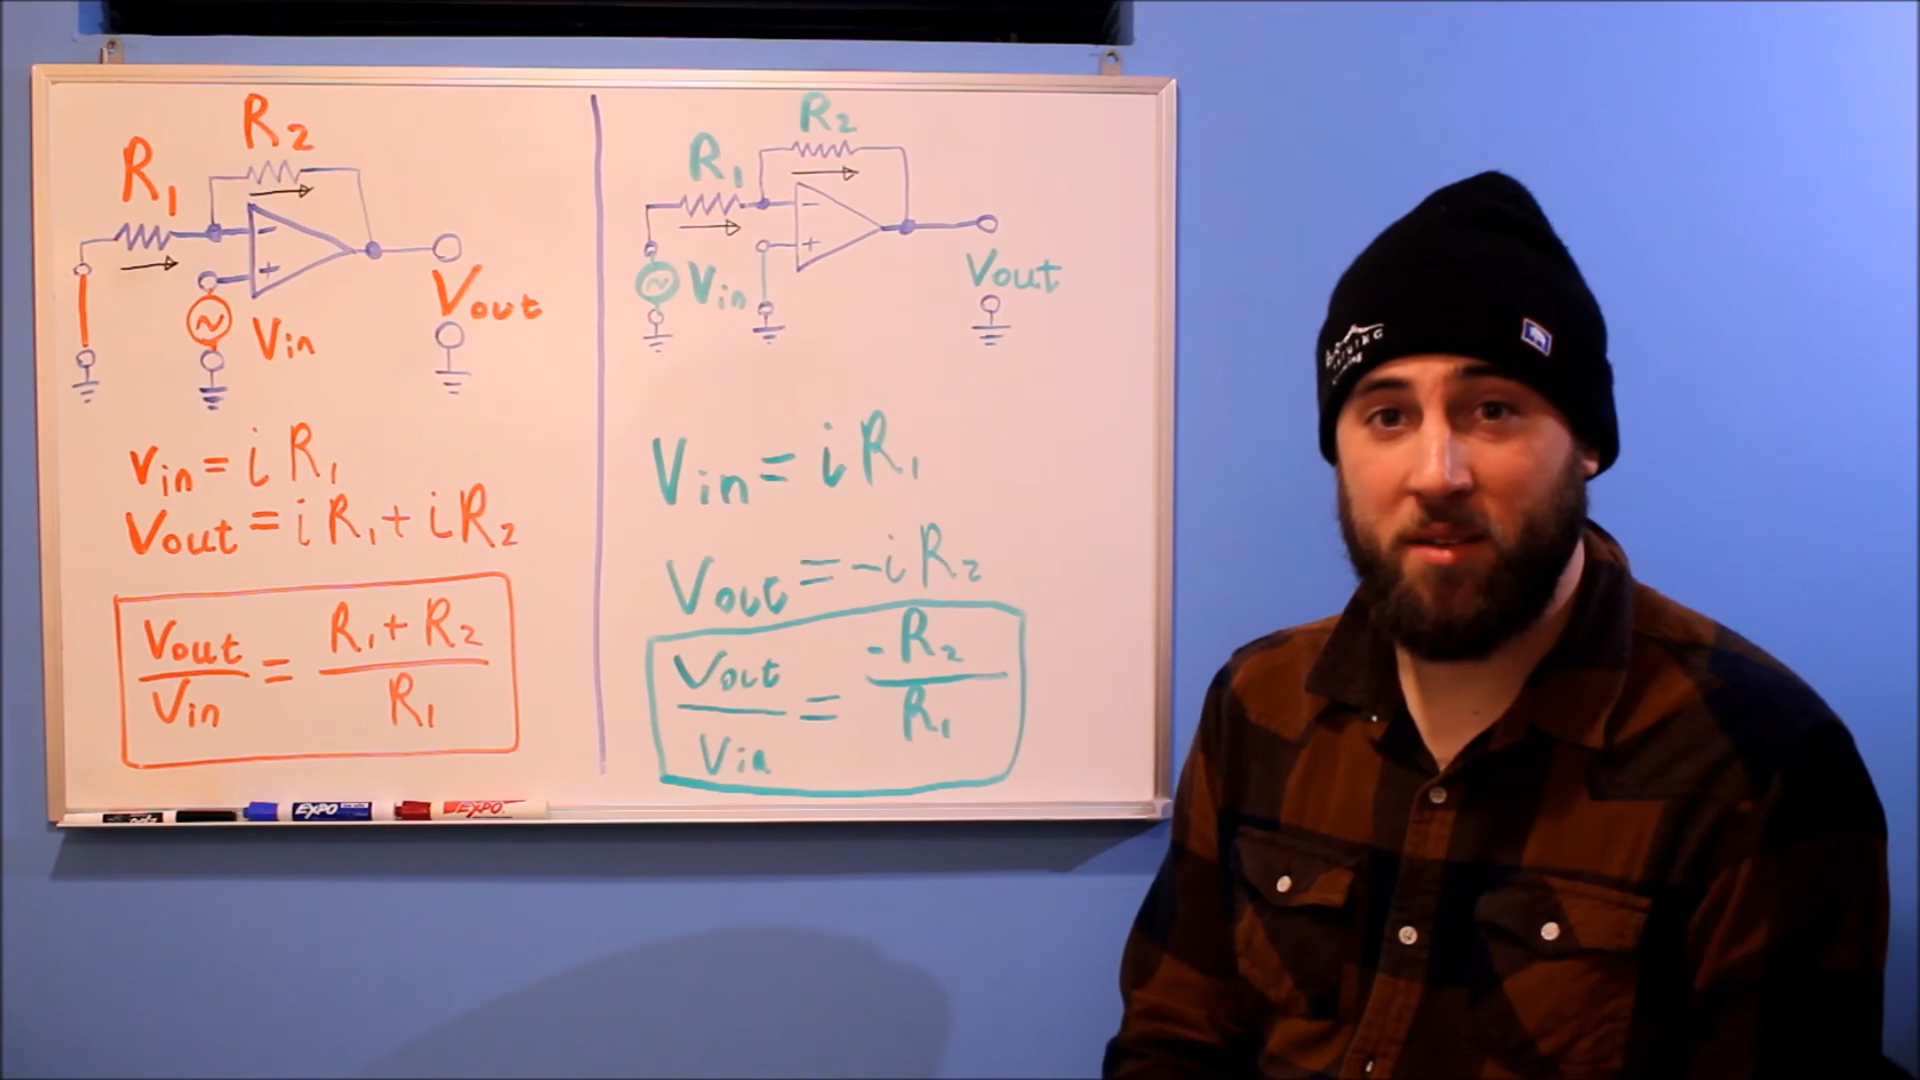 R₂
R₁
−
+
Vin
Vout
Vin = i R₁
Vout = i R₁ + i R₂
Vout/Vin = R₁ + R₂/R₁
R₂
R₁
−
+
Vin
Vout
Vin = i R₁
Vout = -i R₂
Vout/Vin = -R₂/R₁
EXPO
EXPO